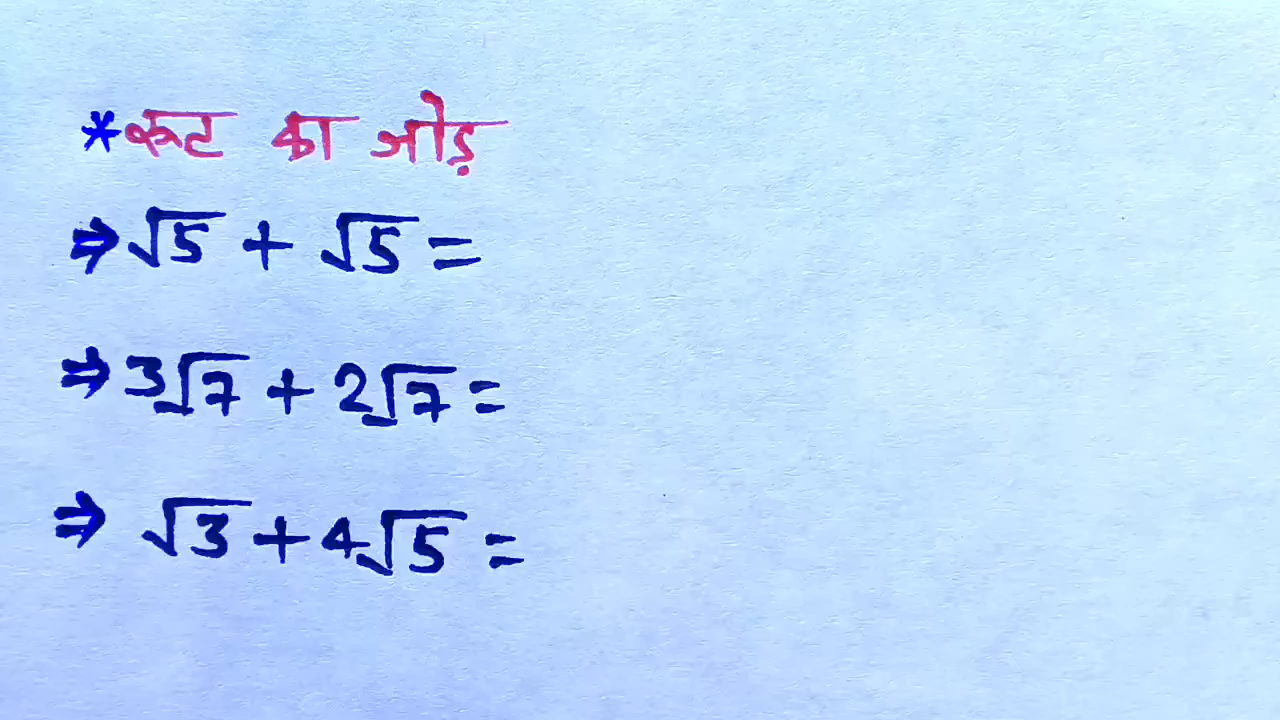 *रूट का जोड़
⇒√5 + √5 =
⇒3√7 + 2√7 =
⇒ √3 + 4√5 =